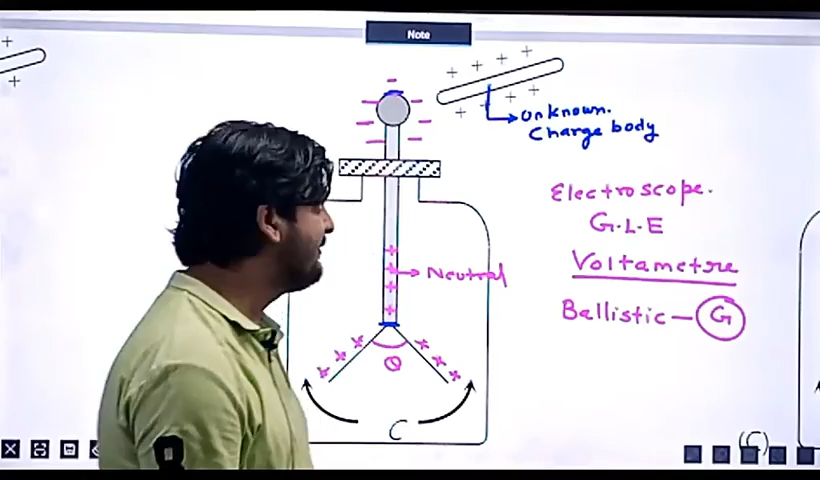 Note
Unknown.
Charge body
Electroscope.
G.L.E
Voltametre
Ballistic — G
Neutral
θ
C
(C)